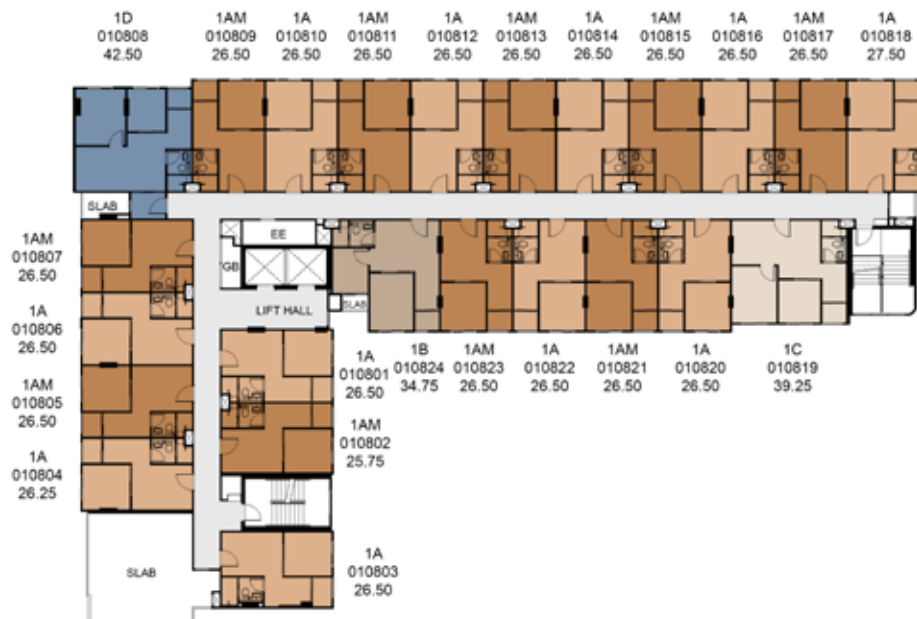 1D
010808
42.50
1AM
010809
26.50
1A
010810
26.50
1AM
010811
26.50
1A
010812
26.50
1AM
010813
26.50
1A
010814
26.50
1AM
010815
26.50
1A
010816
26.50
1AM
010817
26.50
1A
010818
27.50
SLAB
EE
GB
LIFT HALL
SLAB
1AM
010807
26.50
1A
010806
26.50
1AM
010805
26.50
1A
010804
26.25
1A
010801
26.50
1AM
010802
25.75
1B
010824
34.75
1AM
010823
26.50
1A
010822
26.50
1AM
010821
26.50
1A
010820
26.50
1C
010819
39.25
SLAB
1A
010803
26.50